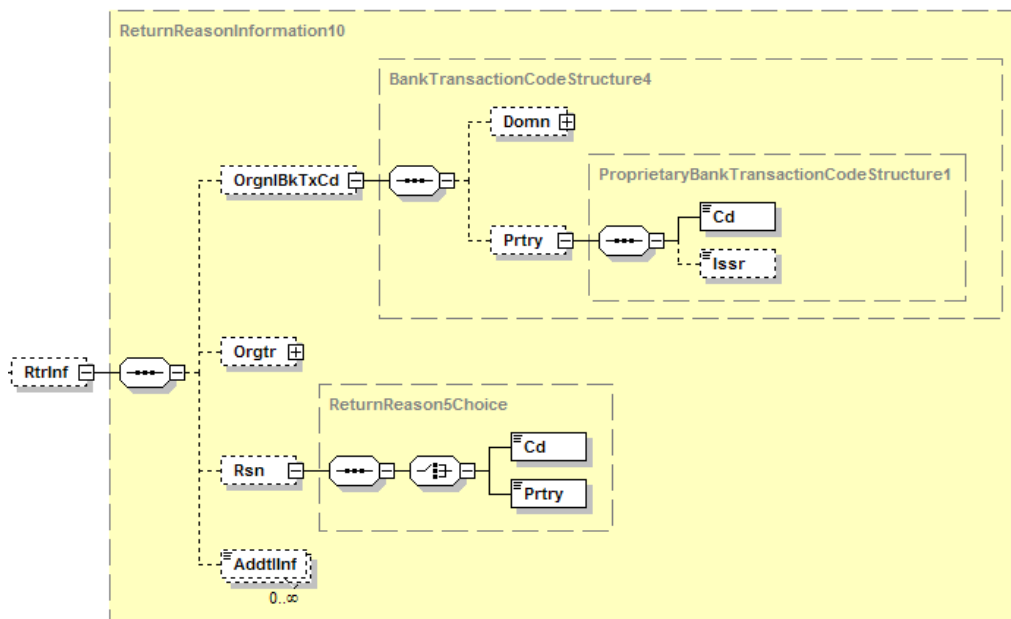 ReturnReasonInformation10
BankTransactionCodeStructure4
Domn
OrgnlBkTxCd
ProprietaryBankTransactionCodeStructure1
Cd
Prtry
Issr
Orgtr
RtrInf
ReturnReason5Choice
Cd
Rsn
Prtry
AddtlInf
0..∞